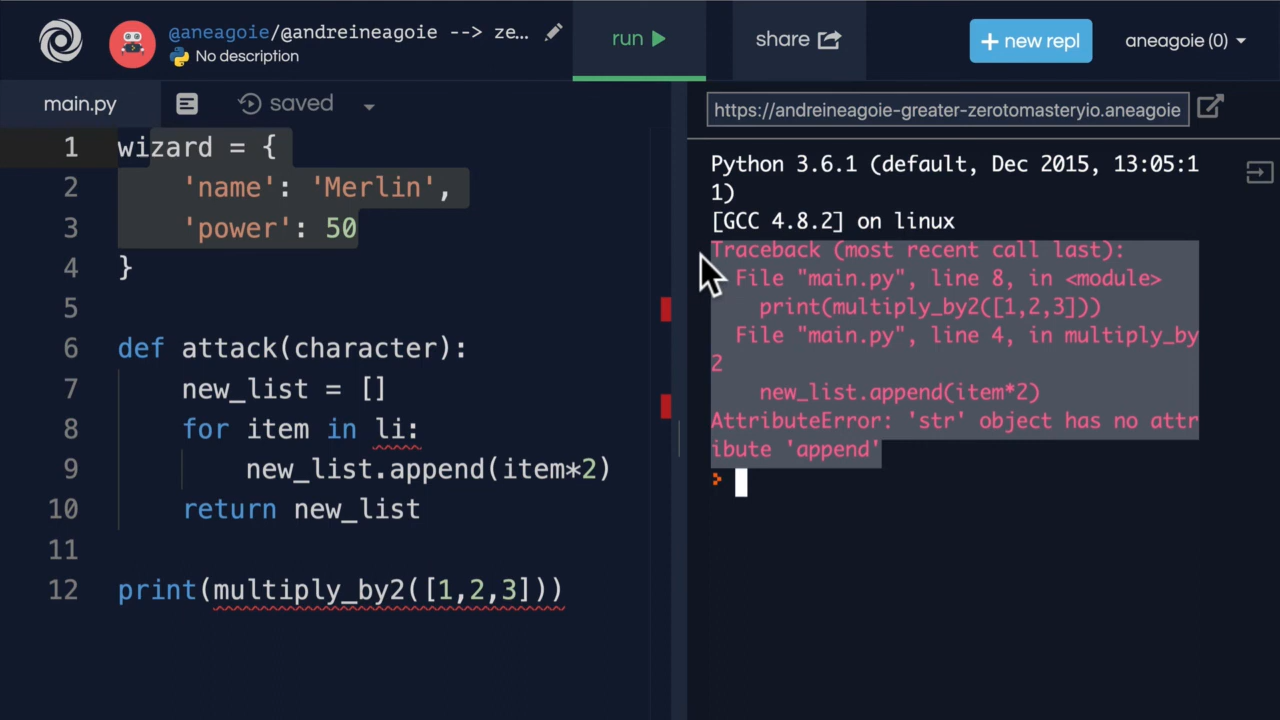 @aneagoie/@andreineagoie --> ze...
No description
run
share
+ new repl
aneagoie (0)
main.py
saved
https://andreineagoie-greater-zerotomasteryio.aneagoie
1 wizard = {
2     'name': 'Merlin',
3     'power': 50
4 }
5
6 def attack(character):
7     new_list = []
8     for item in li:
9         new_list.append(item*2)
10     return new_list
11
12 print(multiply_by2([1,2,3]))
Python 3.6.1 (default, Dec 2015, 13:05:1
1)
[GCC 4.8.2] on linux
Traceback (most recent call last):
  File "main.py", line 8, in <module>
    print(multiply_by2([1,2,3]))
  File "main.py", line 4, in multiply_by
2
    new_list.append(item*2)
AttributeError: 'str' object has no attr
ibute 'append'
>